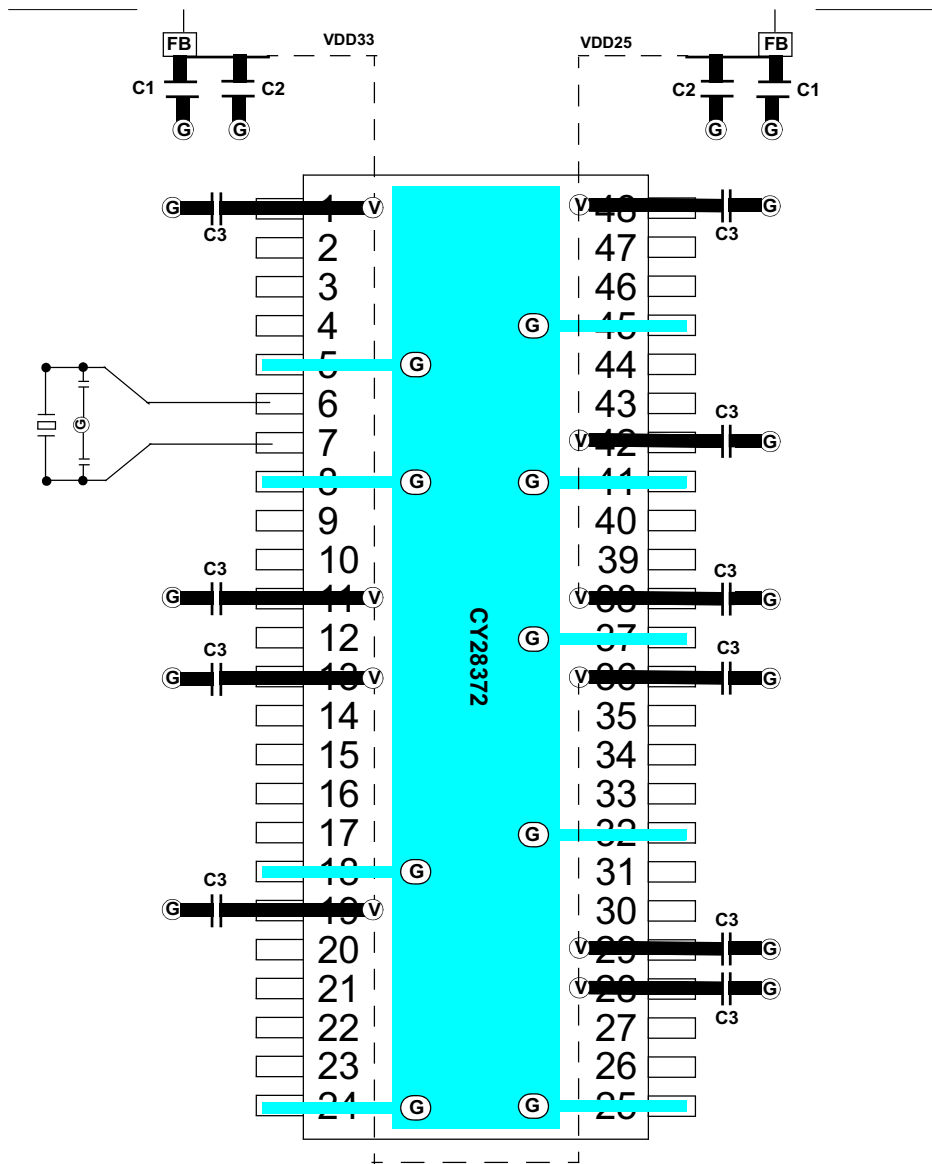 FB VDD33 VDD25 FB
C1 C2 C2 C1
G G G G
G 1 V V 48 G
C3 C3
2 47
3 46
4 G 45
5 G 44
6 43
C3
G 7 V 42 G
8 G G 41
9 40
10 39
C3 C3
G 11 V V 38 G
12 G 37
C3 C3
G 13 V V 36 G
14 35
15 34
16 33
17 G 32
18 G 31
C3
G 19 V 30
C3
20 V 29 G
21 V 28 G
C3
22 27
23 26
24 G G 25
CY28372